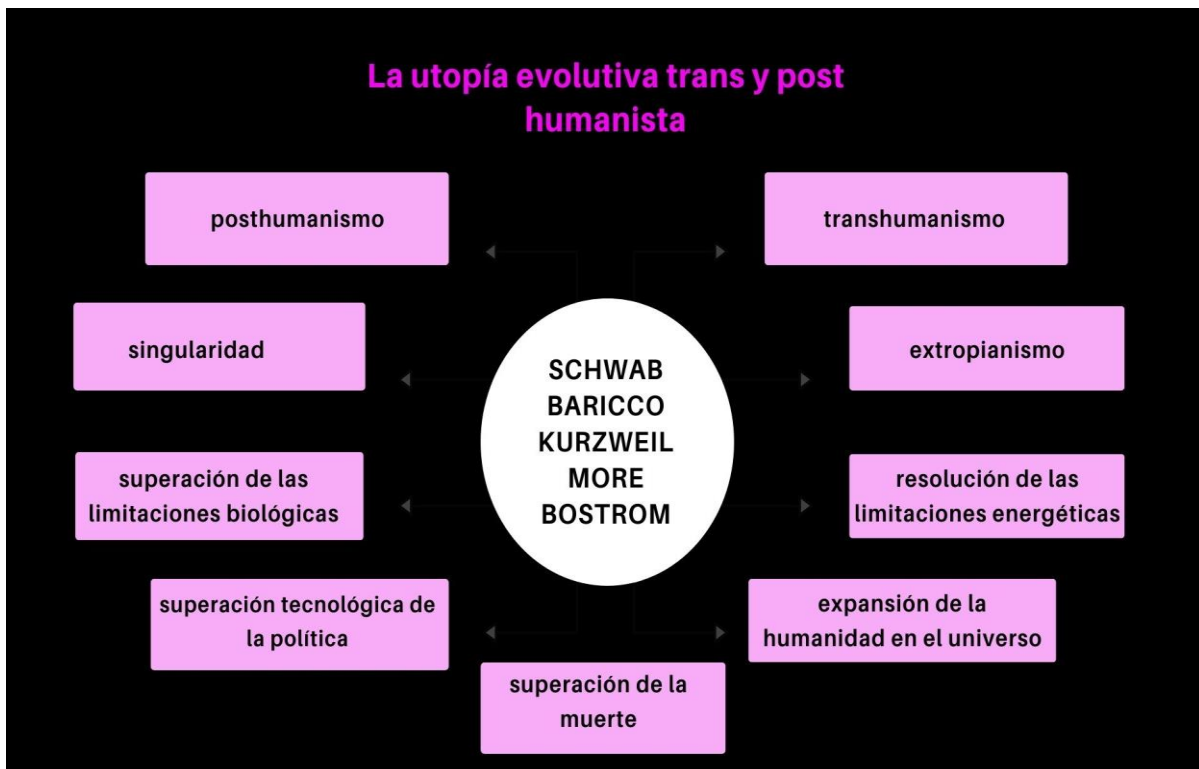 La utopía evolutiva trans y post
humanista
posthumanismo
transhumanismo
singularidad
extropianismo
SCHWAB
BARICCO
KURZWEIL
MORE
BOSTROM
superación de las
limitaciones biológicas
resolución de las
limitaciones energéticas
superación tecnológica de
la política
expansión de la
humanidad en el universo
superación de la
muerte